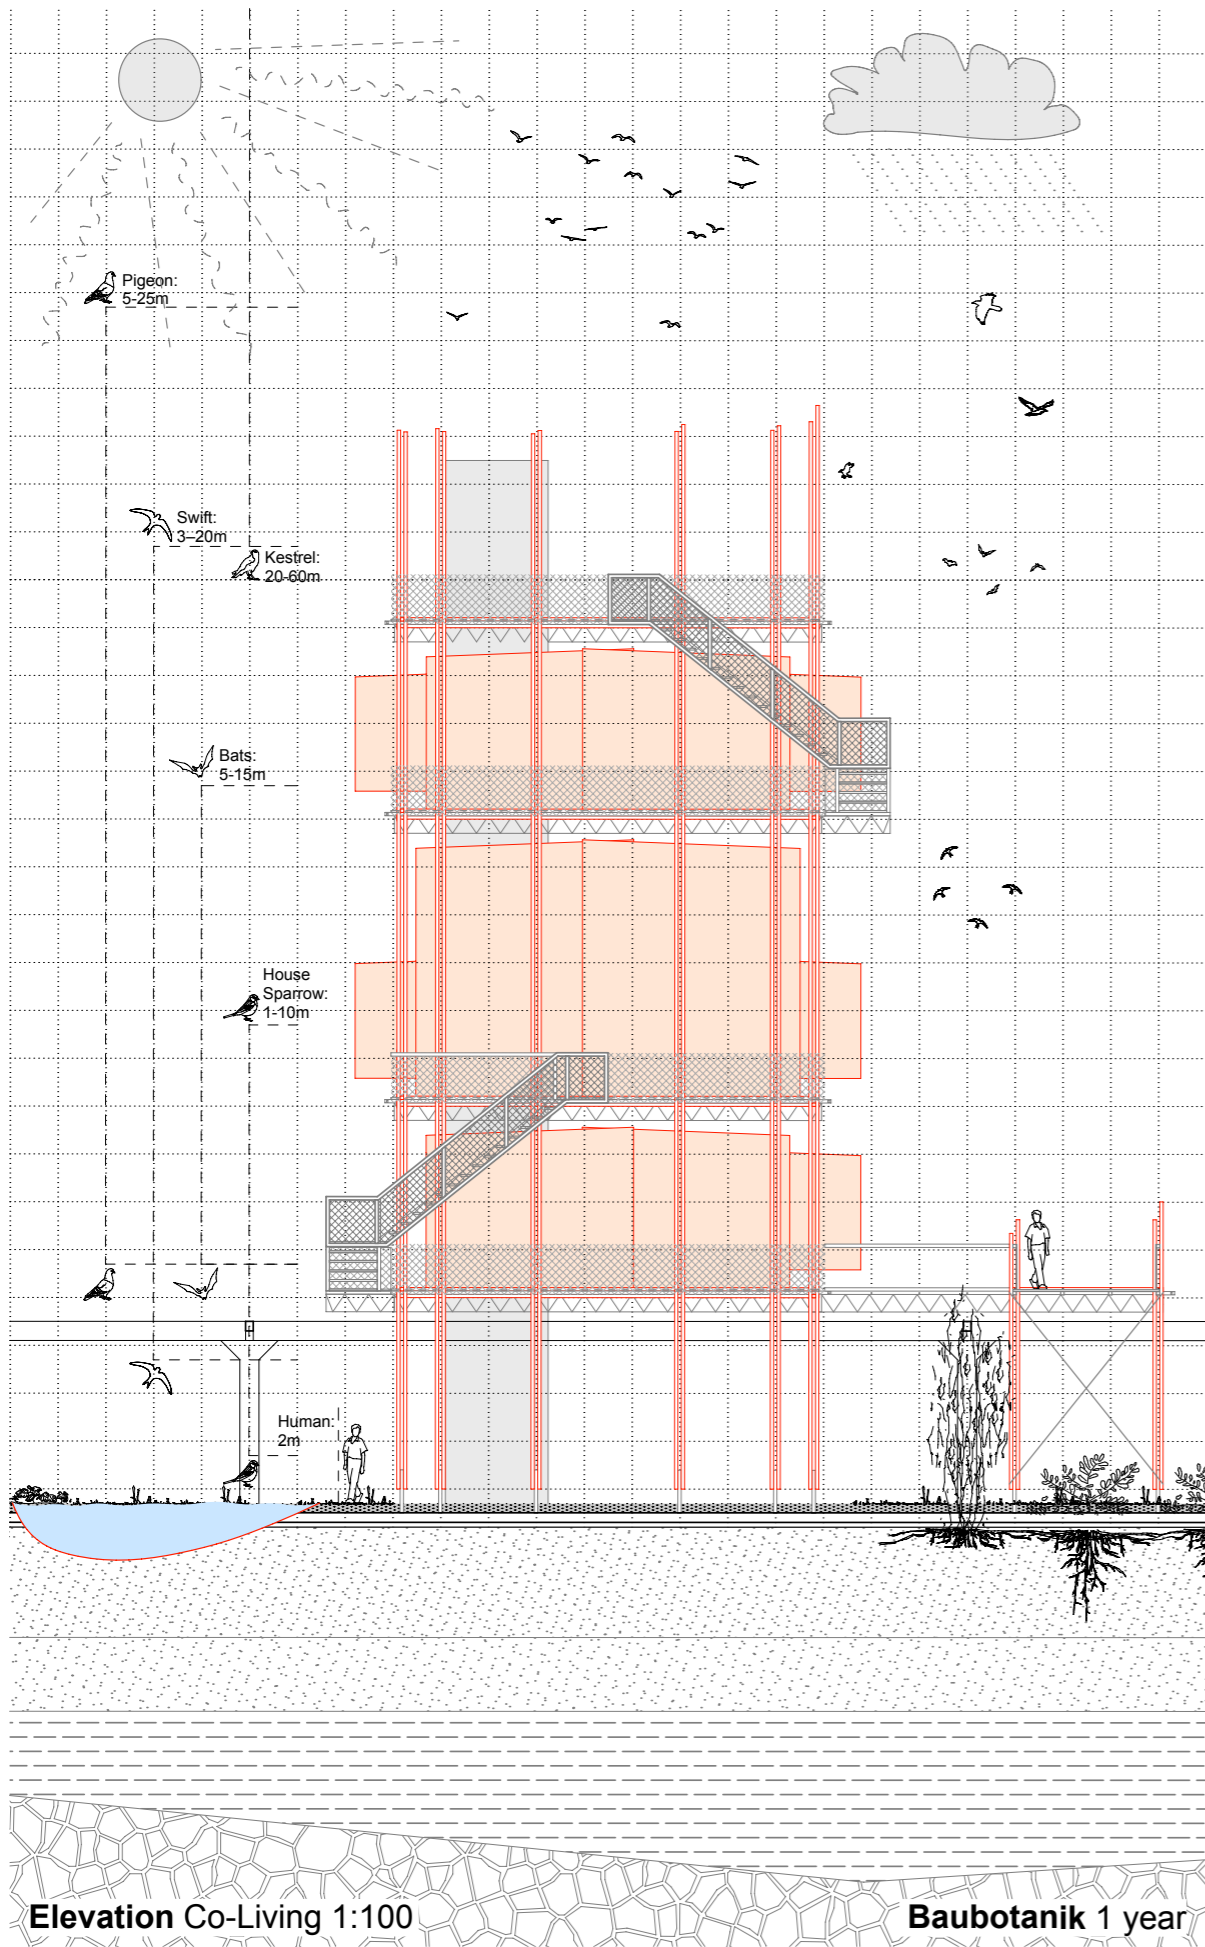 Pigeon:
5-25m
Swift:
3–20m
Kestrel:
20-60m
Bats:
5-15m
House
Sparrow:
1-10m
Human:
2m
Elevation Co-Living 1:100
Baubotanik 1 year